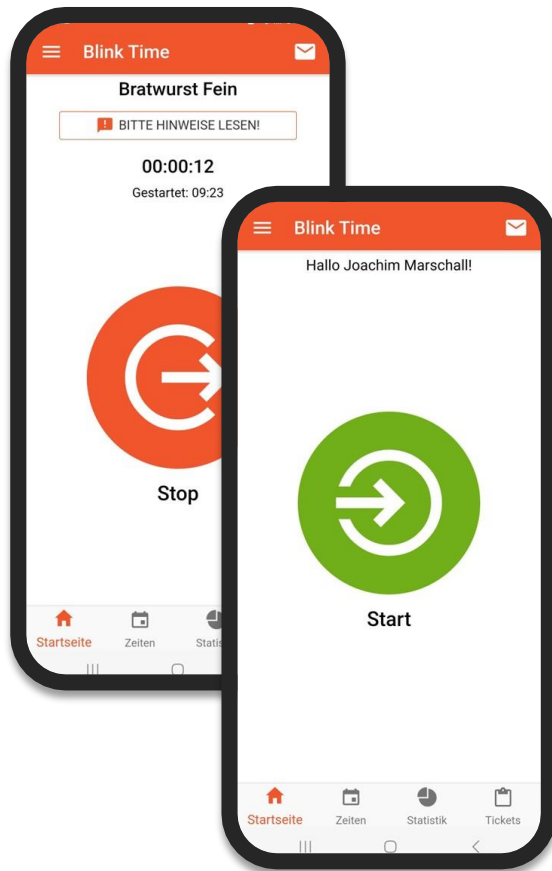 Blink Time
Bratwurst Fein
BITTE HINWEISE LESEN!
00:00:12
Gestartet: 09:23
Stop
Startseite
Zeiten
Blink Time
Hallo Joachim Marschall!
Start
Startseite
Zeiten
Statistik
Tickets